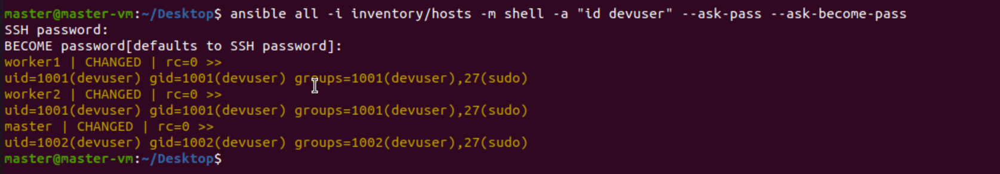 master@master-vm:~/Desktop$ ansible all -i inventory/hosts -m shell -a "id devuser" --ask-pass --ask-become-pass
SSH password:
BECOME password[defaults to SSH password]:
worker1 | CHANGED | rc=0 >>
uid=1001(devuser) gid=1001(devuser) groups=1001(devuser),27(sudo)
worker2 | CHANGED | rc=0 >>
uid=1001(devuser) gid=1001(devuser) groups=1001(devuser),27(sudo)
master | CHANGED | rc=0 >>
uid=1002(devuser) gid=1002(devuser) groups=1002(devuser),27(sudo)
master@master-vm:~/Desktop$